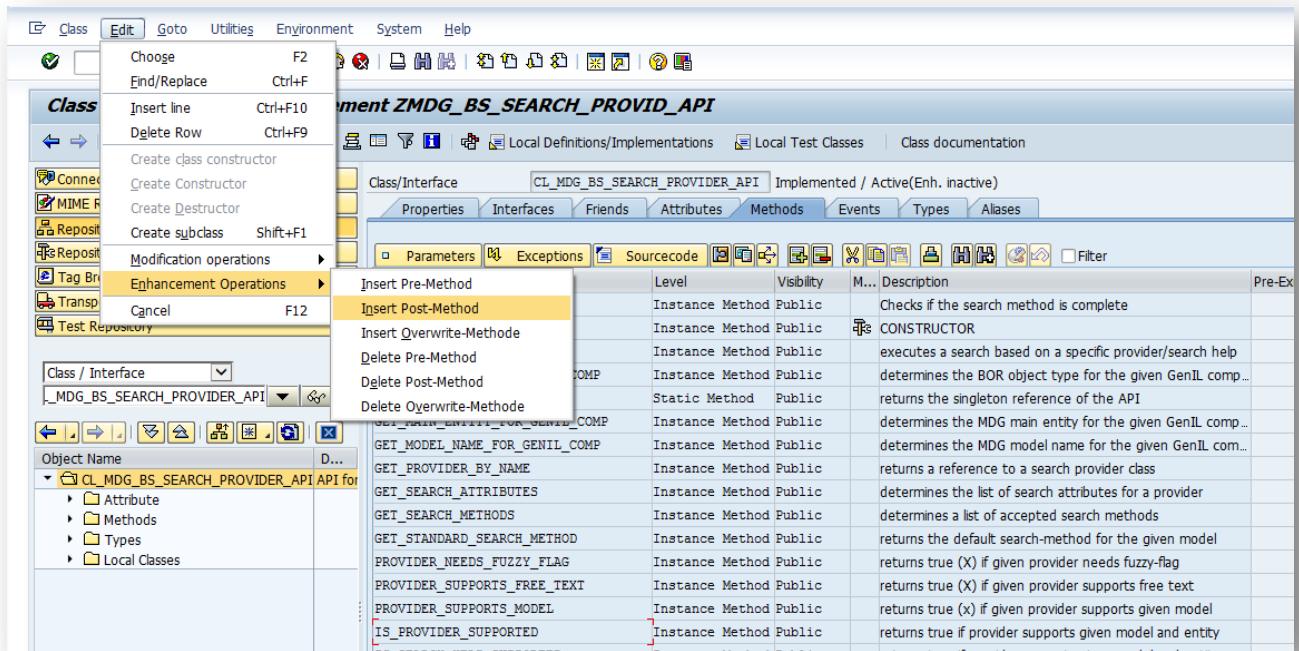 Class Edit Goto Utilities Environment System Help
Choose F2
Find/Replace Ctrl+F
Insert line Ctrl+F10
Delete Row Ctrl+F9
Create class constructor
Create Constructor
Create Destructor
Create subclass Shift+F1
Modification operations
Enhancement Operations
Cancel F12
Insert Pre-Method
Insert Post-Method
Insert Overwrite-Methode
Delete Pre-Method
Delete Post-Method
Delete Overwrite-Methode
Class ment ZMDG_BS_SEARCH_PROVID_API
Local Definitions/Implementations Local Test Classes Class documentation
Connec
MIME R
Reposit
Reposit
Tag Br
Transp
Test Repository
Class / Interface
_MDG_BS_SEARCH_PROVIDER_API
Object Name D...
CL_MDG_BS_SEARCH_PROVIDER_API API for
Attribute
Methods
Types
Local Classes
Class/Interface CL_MDG_BS_SEARCH_PROVIDER_API Implemented / Active(Enh. inactive)
Properties Interfaces Friends Attributes Methods Events Types Aliases
Parameters Exceptions Sourcecode Filter
Level Visibility M... Description Pre-Ex
Instance Method Public Checks if the search method is complete
Instance Method Public CONSTRUCTOR
Instance Method Public executes a search based on a specific provider/search help
COMP Instance Method Public determines the BOR object type for the given GenIL comp...
Static Method Public returns the singleton reference of the API
GET_MAIN_ENTITY_FOR_GENIL_COMP Instance Method Public determines the MDG main entity for the given GenIL comp...
GET_MODEL_NAME_FOR_GENIL_COMP Instance Method Public determines the MDG model name for the given GenIL com...
GET_PROVIDER_BY_NAME Instance Method Public returns a reference to a search provider class
GET_SEARCH_ATTRIBUTES Instance Method Public determines the list of search attributes for a provider
GET_SEARCH_METHODS Instance Method Public determines a list of accepted search methods
GET_STANDARD_SEARCH_METHOD Instance Method Public returns the default search-method for the given model
PROVIDER_NEEDS_FUZZY_FLAG Instance Method Public returns true (X) if given provider needs fuzzy-flag
PROVIDER_SUPPORTS_FREE_TEXT Instance Method Public returns true (X) if given provider supports free text
PROVIDER_SUPPORTS_MODEL Instance Method Public returns true (x) if given provider supports given model
IS_PROVIDER_SUPPORTED Instance Method Public returns true if provider supports given model and entity